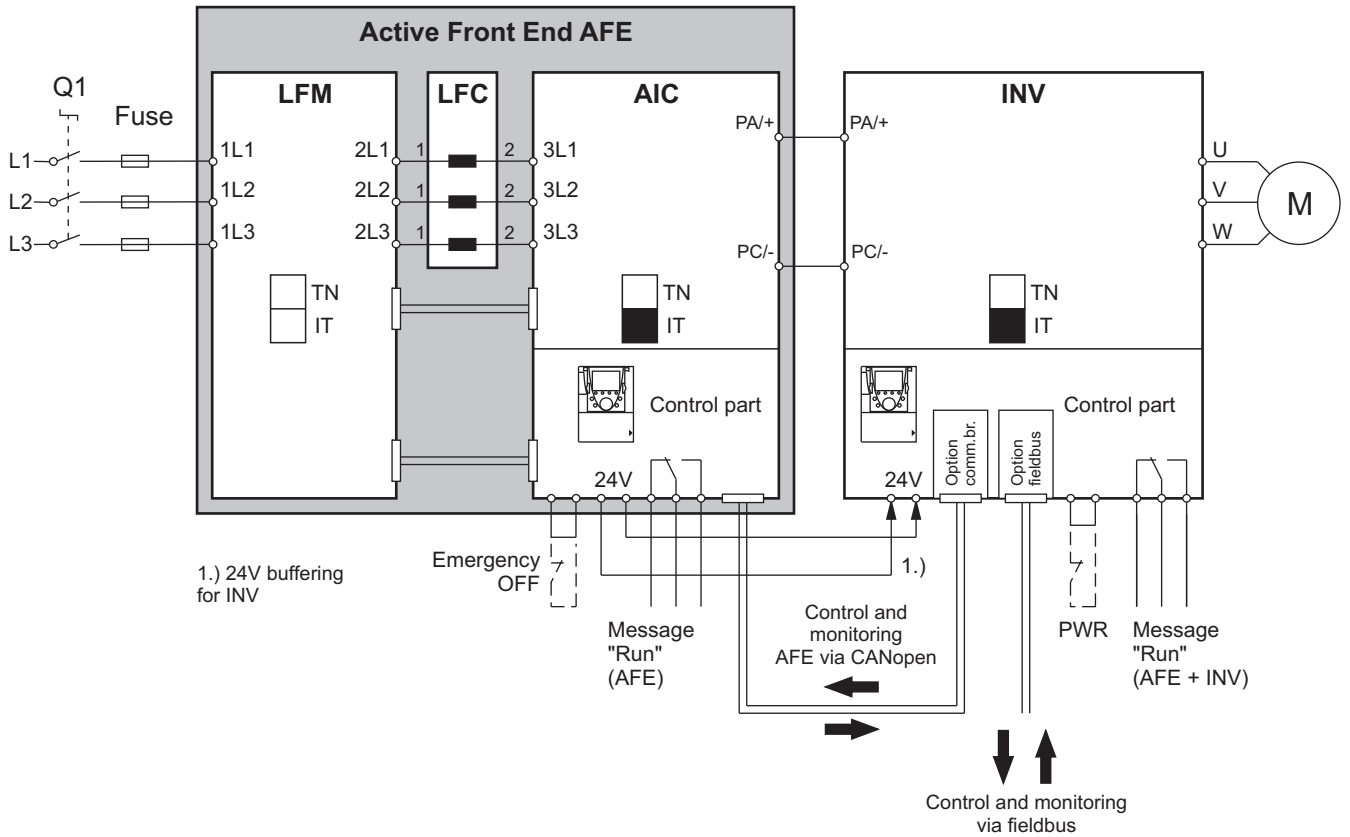 Active Front End AFE
Q1
Fuse
LFM
LFC
AIC
INV
PA/+
PA/+
L1
1L1
2L1
1
2
3L1
U
L2
1L2
2L2
1
2
3L2
V
M
L3
1L3
2L3
1
2
3L3
W
PC/-
PC/-
TN
IT
TN
IT
TN
IT
Control part
Control part
Option
comm.br.
Option
fieldbus
24V
24V
Emergency
OFF
1.)
1.) 24V buffering
for INV
Message
"Run"
(AFE)
Control and
monitoring
AFE via CANopen
PWR
Message
"Run"
(AFE + INV)
Control and monitoring
via fieldbus